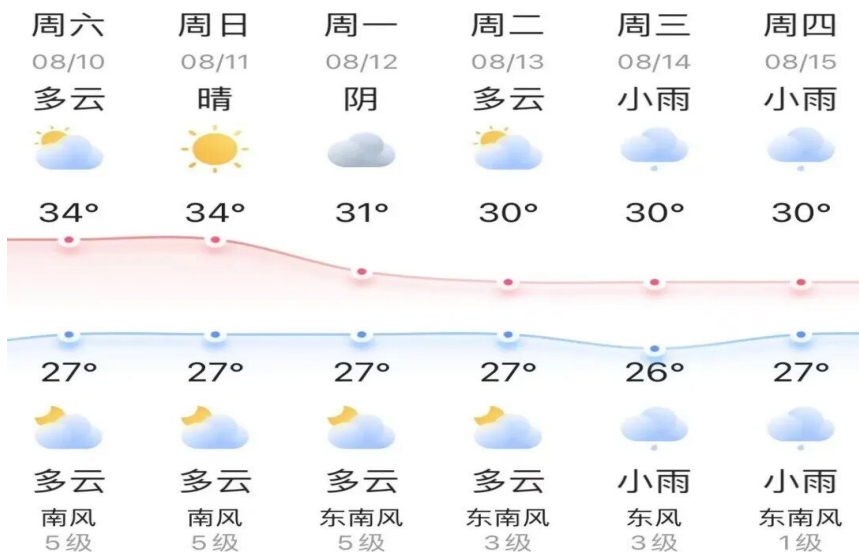 周六 周日 周一 周二 周三 周四
08/10 08/11 08/12 08/13 08/14 08/15
多云 晴 阴 多云 小雨 小雨
34° 34° 31° 30° 30° 30°
27° 27° 27° 27° 26° 27°
多云 多云 多云 多云 小雨 小雨
南风 南风 东南风 东南风 东风 东南风
5级 5级 5级 3级 3级 1级